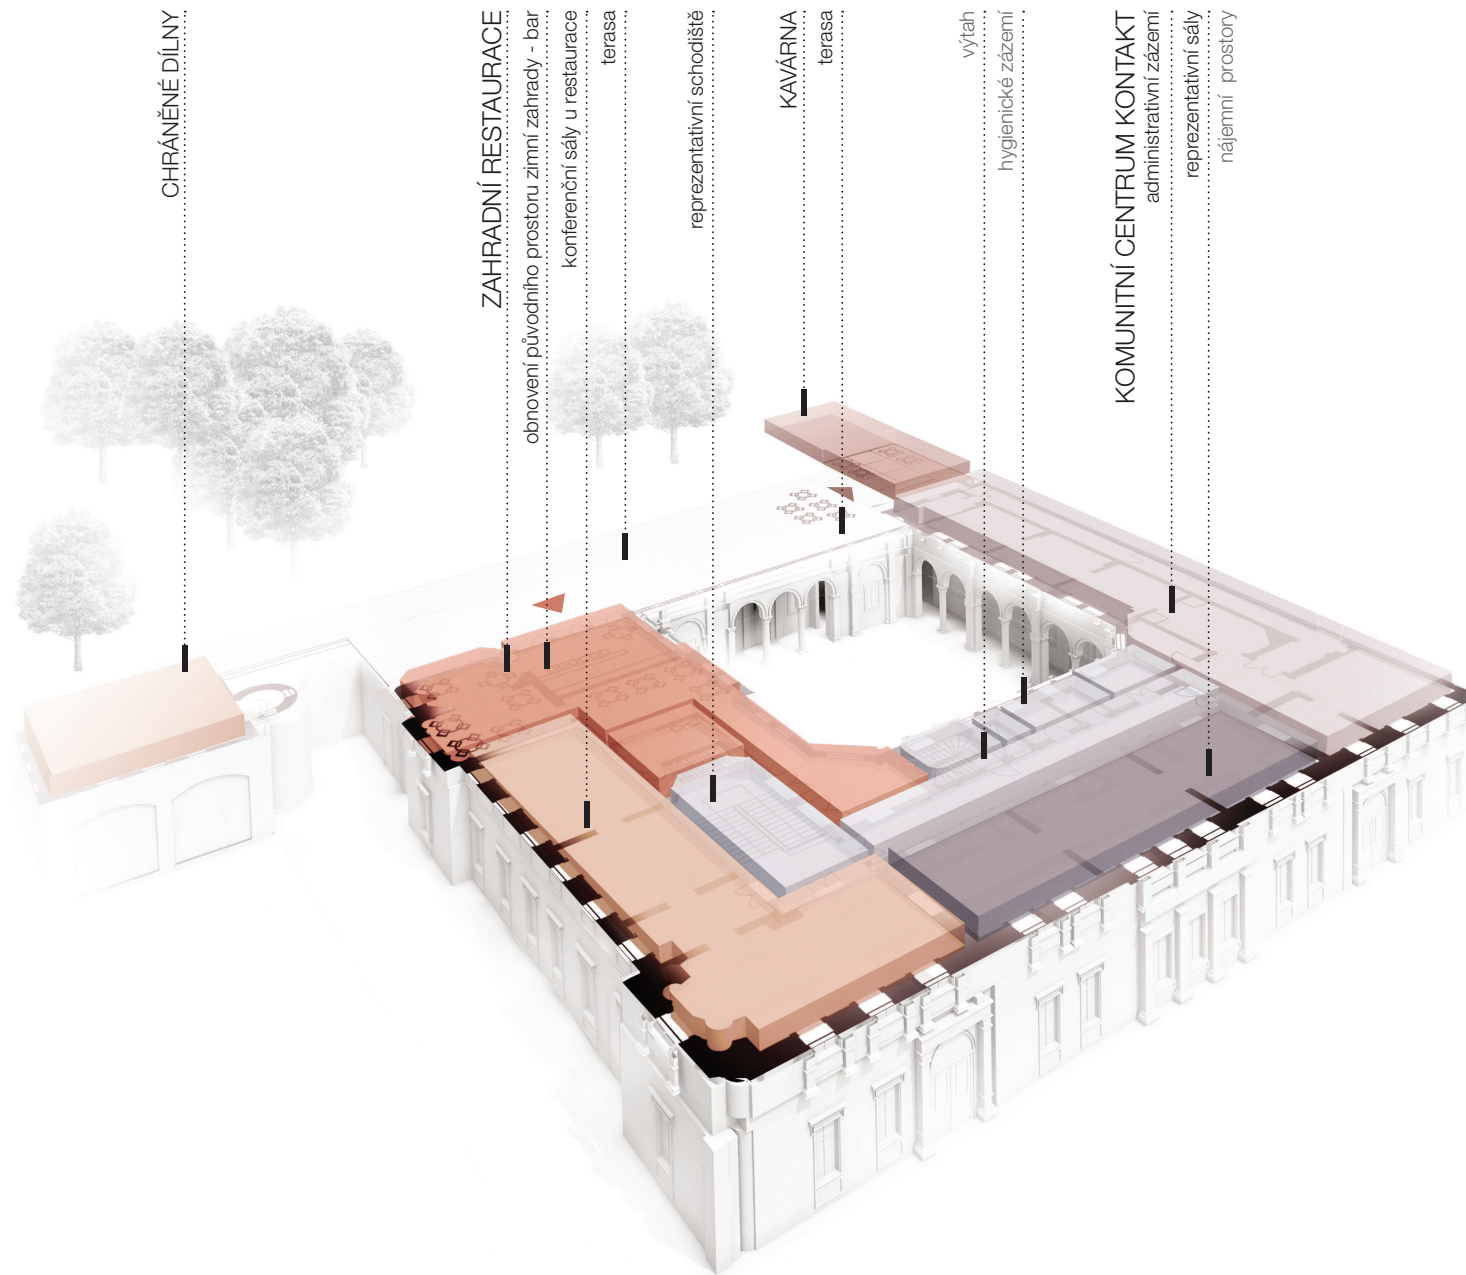 CHRÁNĚNÉ DÍLNY
ZAHRADNÍ RESTAURACE
obnovení původního prostoru zimní zahrady - bar
konferenční sály u restaurace
terasa
reprezentativní schodiště
KAVÁRNA
terasa
výtah
hygienické zázemí
KOMUNITNÍ CENTRUM KONTAKT
administrativní zázemí
reprezentativní sály
nájemní prostory